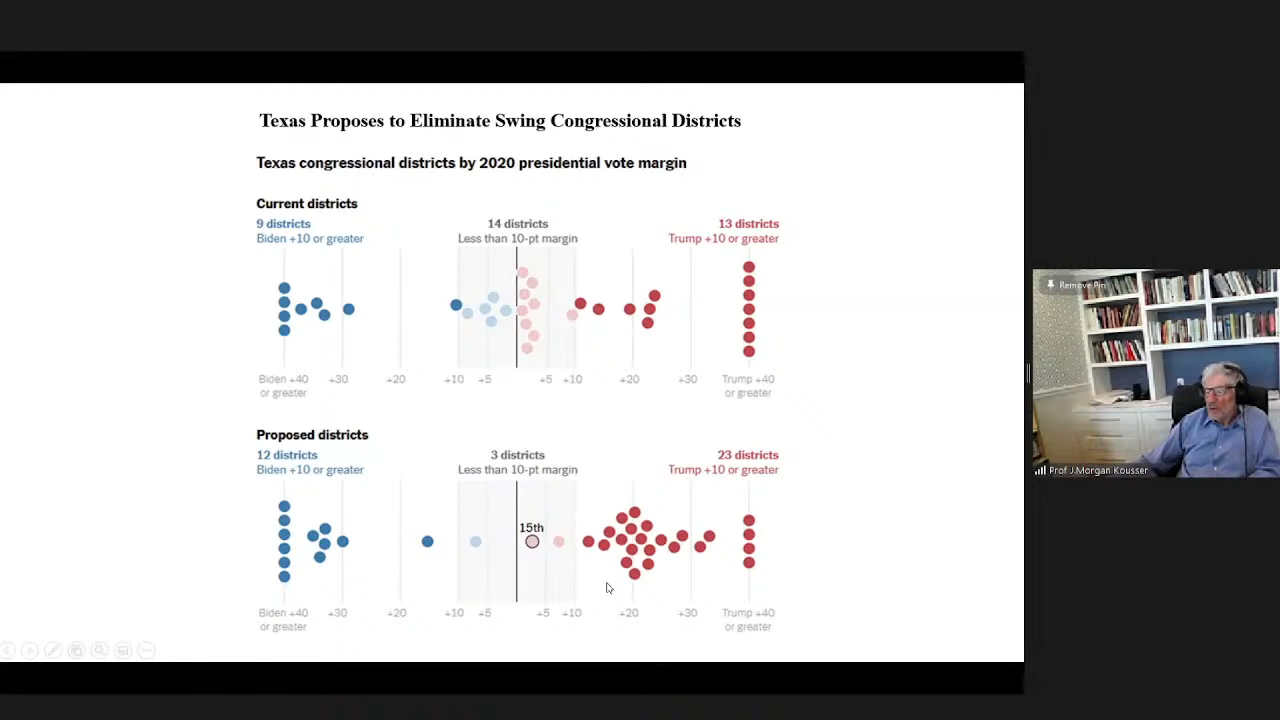 Texas Proposes to Eliminate Swing Congressional Districts
Texas congressional districts by 2020 presidential vote margin
Current districts
9 districts
Biden +10 or greater
14 districts
Less than 10-pt margin
13 districts
Trump +10 or greater
Biden +40
or greater
+30
+20
+10
+5
+5
+10
+20
+30
Trump +40
or greater
Proposed districts
12 districts
Biden +10 or greater
3 districts
Less than 10-pt margin
23 districts
Trump +10 or greater
15th
Biden +40
or greater
+30
+20
+10
+5
+5
+10
+20
+30
Trump +40
or greater
Remove Pin
Prof J.Morgan Kousser